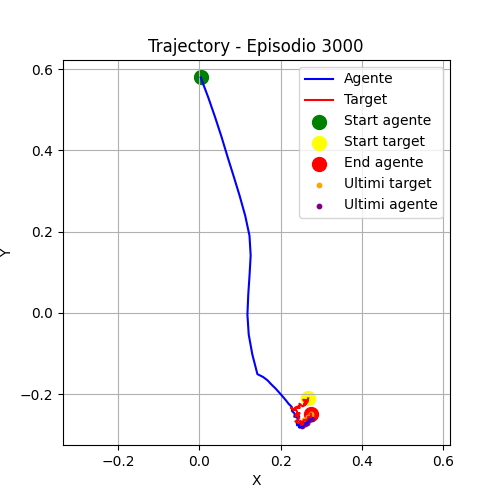 Trajectory - Episodio 3000
Agente
Target
Start agente
Start target
End agente
Ultimi target
Ultimi agente
Y
0.6
0.4
0.2
0.0
−0.2
−0.2
0.0
0.2
0.4
0.6
X